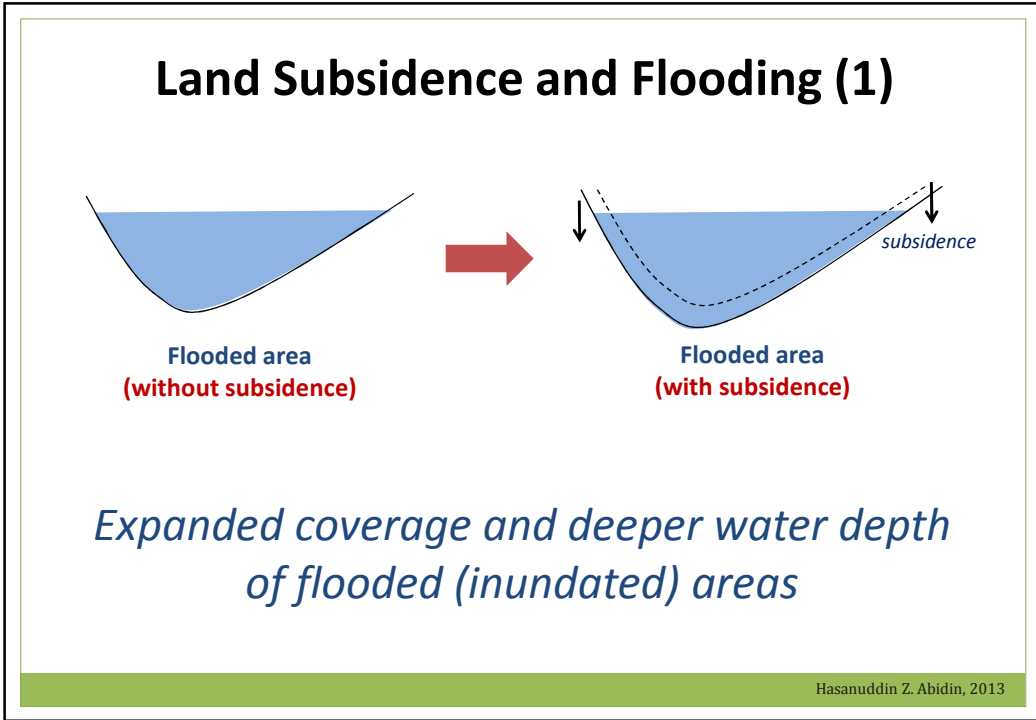 Land Subsidence and Flooding (1)
subsidence
Flooded area
(without subsidence)
Flooded area
(with subsidence)
Expanded coverage and deeper water depth
of flooded (inundated) areas
Hasanuddin Z. Abidin, 2013